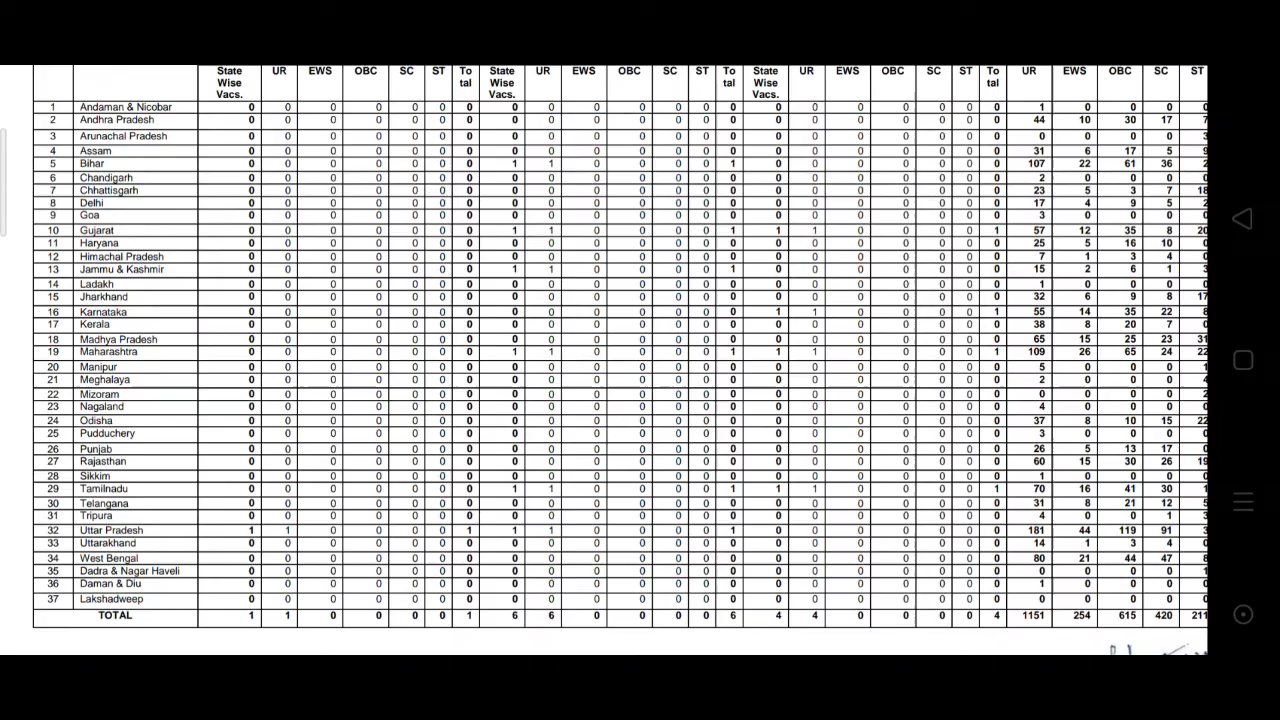 State Wise Vacs. UR EWS OBC SC ST To tal State Wise Vacs. UR EWS OBC SC ST To tal State Wise Vacs. UR EWS OBC SC ST To tal UR EWS OBC SC ST
1 Andaman & Nicobar 0 0 0 0 0 0 0 0 0 0 0 0 0 0 0 0 0 0 0 0 0 1 0 0 0 0
2 Andhra Pradesh 0 0 0 0 0 0 0 0 0 0 0 0 0 0 0 0 0 0 0 0 0 44 10 30 17 7
3 Arunachal Pradesh 0 0 0 0 0 0 0 0 0 0 0 0 0 0 0 0 0 0 0 0 0 0 0 0 0 3
4 Assam 0 0 0 0 0 0 0 0 0 0 0 0 0 0 0 0 0 0 0 0 0 31 6 17 5 9
5 Bihar 0 0 0 0 0 0 0 1 1 0 0 0 0 1 0 0 0 0 0 0 0 107 22 61 36 2
6 Chandigarh 0 0 0 0 0 0 0 0 0 0 0 0 0 0 0 0 0 0 0 0 0 2 0 0 0 0
7 Chhattisgarh 0 0 0 0 0 0 0 0 0 0 0 0 0 0 0 0 0 0 0 0 0 23 5 3 7 18
8 Delhi 0 0 0 0 0 0 0 0 0 0 0 0 0 0 0 0 0 0 0 0 0 17 4 9 5 2
9 Goa 0 0 0 0 0 0 0 0 0 0 0 0 0 0 0 0 0 0 0 0 0 3 0 0 0 0
10 Gujarat 0 0 0 0 0 0 0 1 1 0 0 0 0 1 1 1 0 0 0 0 1 57 12 35 8 20
11 Haryana 0 0 0 0 0 0 0 0 0 0 0 0 0 0 0 0 0 0 0 0 0 25 5 16 10 0
12 Himachal Pradesh 0 0 0 0 0 0 0 0 0 0 0 0 0 0 0 0 0 0 0 0 0 7 1 3 4 0
13 Jammu & Kashmir 0 0 0 0 0 0 0 1 1 0 0 0 0 1 0 0 0 0 0 0 0 15 2 6 1 3
14 Ladakh 0 0 0 0 0 0 0 0 0 0 0 0 0 0 0 0 0 0 0 0 0 1 0 0 0 0
15 Jharkhand 0 0 0 0 0 0 0 0 0 0 0 0 0 0 0 0 0 0 0 0 0 32 6 9 8 17
16 Karnataka 0 0 0 0 0 0 0 0 0 0 0 0 0 0 1 1 0 0 0 0 1 55 14 35 22 8
17 Kerala 0 0 0 0 0 0 0 0 0 0 0 0 0 0 0 0 0 0 0 0 0 38 8 20 7 0
18 Madhya Pradesh 0 0 0 0 0 0 0 0 0 0 0 0 0 0 0 0 0 0 0 0 0 65 15 25 23 31
19 Maharashtra 0 0 0 0 0 0 0 1 1 0 0 0 0 1 1 1 0 0 0 0 1 109 26 65 24 22
20 Manipur 0 0 0 0 0 0 0 0 0 0 0 0 0 0 0 0 0 0 0 0 0 5 0 0 0 1
21 Meghalaya 0 0 0 0 0 0 0 0 0 0 0 0 0 0 0 0 0 0 0 0 0 2 0 0 0 4
22 Mizoram 0 0 0 0 0 0 0 0 0 0 0 0 0 0 0 0 0 0 0 0 0 0 0 0 0 2
23 Nagaland 0 0 0 0 0 0 0 0 0 0 0 0 0 0 0 0 0 0 0 0 0 4 0 0 0 0
24 Odisha 0 0 0 0 0 0 0 0 0 0 0 0 0 0 0 0 0 0 0 0 0 37 8 10 15 22
25 Pudduchery 0 0 0 0 0 0 0 0 0 0 0 0 0 0 0 0 0 0 0 0 0 3 0 0 0 0
26 Punjab 0 0 0 0 0 0 0 0 0 0 0 0 0 0 0 0 0 0 0 0 0 26 5 13 17 0
27 Rajasthan 0 0 0 0 0 0 0 0 0 0 0 0 0 0 0 0 0 0 0 0 0 60 15 30 26 19
28 Sikkim 0 0 0 0 0 0 0 0 0 0 0 0 0 0 0 0 0 0 0 0 0 1 0 0 0 0
29 Tamilnadu 0 0 0 0 0 0 0 1 1 0 0 0 0 1 1 1 0 0 0 0 1 70 16 41 30 1
30 Telangana 0 0 0 0 0 0 0 0 0 0 0 0 0 0 0 0 0 0 0 0 0 31 8 21 12 5
31 Tripura 0 0 0 0 0 0 0 0 0 0 0 0 0 0 0 0 0 0 0 0 0 4 0 0 1 3
32 Uttar Pradesh 1 1 0 0 0 0 1 1 1 0 0 0 0 1 0 0 0 0 0 0 0 181 44 119 91 3
33 Uttarakhand 0 0 0 0 0 0 0 0 0 0 0 0 0 0 0 0 0 0 0 0 0 14 1 3 4 0
34 West Bengal 0 0 0 0 0 0 0 0 0 0 0 0 0 0 0 0 0 0 0 0 0 80 21 44 47 8
35 Dadra & Nagar Haveli 0 0 0 0 0 0 0 0 0 0 0 0 0 0 0 0 0 0 0 0 0 0 0 0 0 1
36 Daman & Diu 0 0 0 0 0 0 0 0 0 0 0 0 0 0 0 0 0 0 0 0 0 1 0 0 0 0
37 Lakshadweep 0 0 0 0 0 0 0 0 0 0 0 0 0 0 0 0 0 0 0 0 0 0 0 0 0 0
TOTAL 1 1 0 0 0 0 1 6 6 0 0 0 0 6 4 4 0 0 0 0 4 1151 254 615 420 211